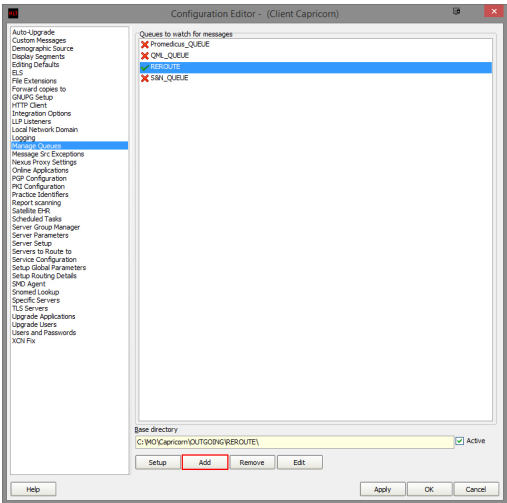 Configuration Editor - (Client Capricorn)
Auto-Upgrade
Custom Messages
Demographic Source
Display Segments
Editing Defaults
ELS
File Extensions
Forward copies to
GNUPG Setup
HTTP Client
Integration Options
LLP Listeners
Local Network Domain
Logging
Manage Queues
Message Src Exceptions
Nexus Proxy Settings
Online Applications
PGP Configuration
PKI Configuration
Practice Identifiers
Report scanning
Satellite EHR
Scheduled Tasks
Server Group Manager
Server Parameters
Server Setup
Servers to Route to
Service Configuration
Setup Global Parameters
Setup Routing Details
SMD Agent
Snomed Lookup
Specific Servers
TLS Servers
Upgrade Applications
Upgrade Users
Users and Passwords
XCN Fix
Queues to watch for messages
Promedicus_QUEUE
QML_QUEUE
REROUTE
S&N_QUEUE
Base directory
C:\MO\Capricorn\OUTGOING\REROUTE\
Active
Setup
Add
Remove
Edit
Help
Apply
OK
Cancel